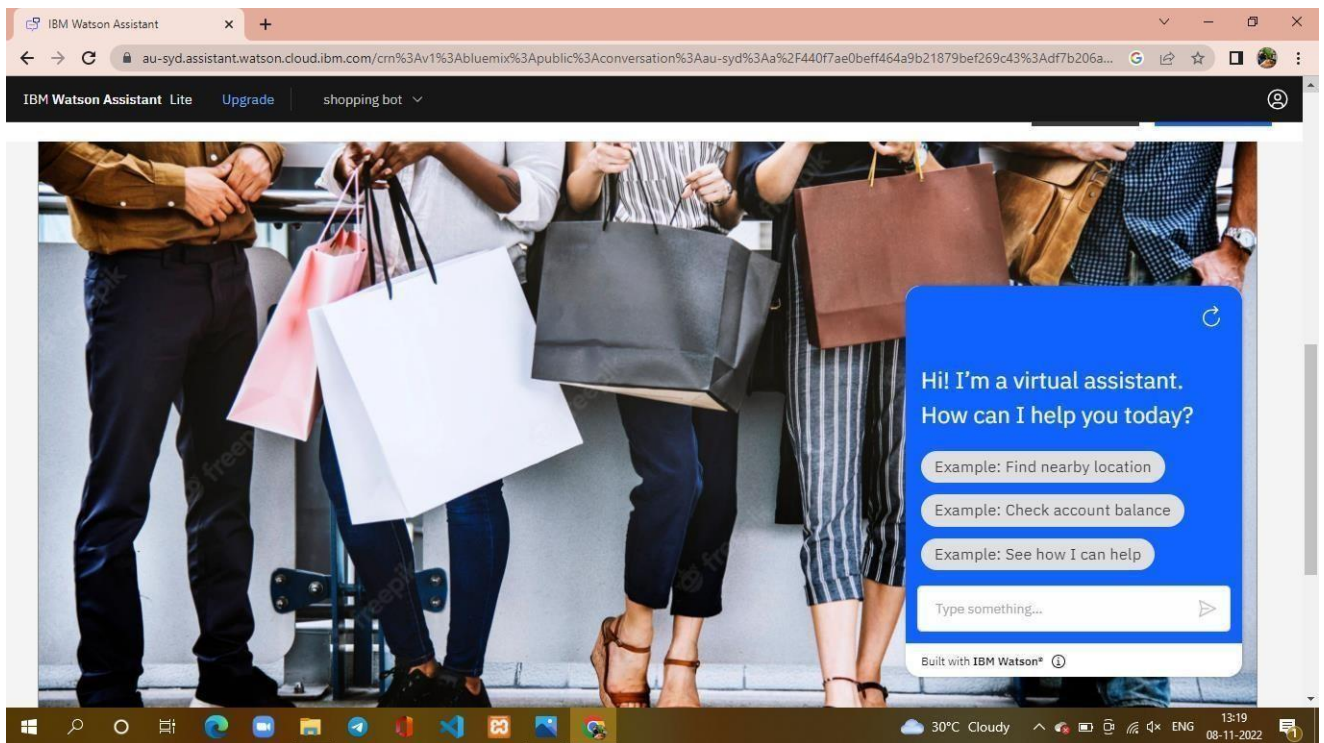 IBM Watson Assistant
au-syd.assistant.watson.cloud.ibm.com/crn%3Av1%3Abluemix%3Apublic%3Aconversation%3Aau-syd%3Aa%2F440f7ae0beff464a9b21879bef269c43%3Adf7b206a...
IBM Watson Assistant Lite Upgrade shopping bot
Hi! I'm a virtual assistant.
How can I help you today?
Example: Find nearby location
Example: Check account balance
Example: See how I can help
Type something...
Built with IBM Watson®
freepik
30°C Cloudy ENG 13:19
08-11-2022
1